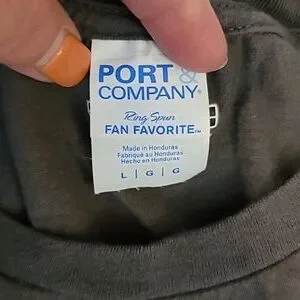 PORT &
COMPANY®
Ring Spun
FAN FAVORITE™
Made in Honduras
Fabriqué au Honduras
Hecho en Honduras
L | G | G